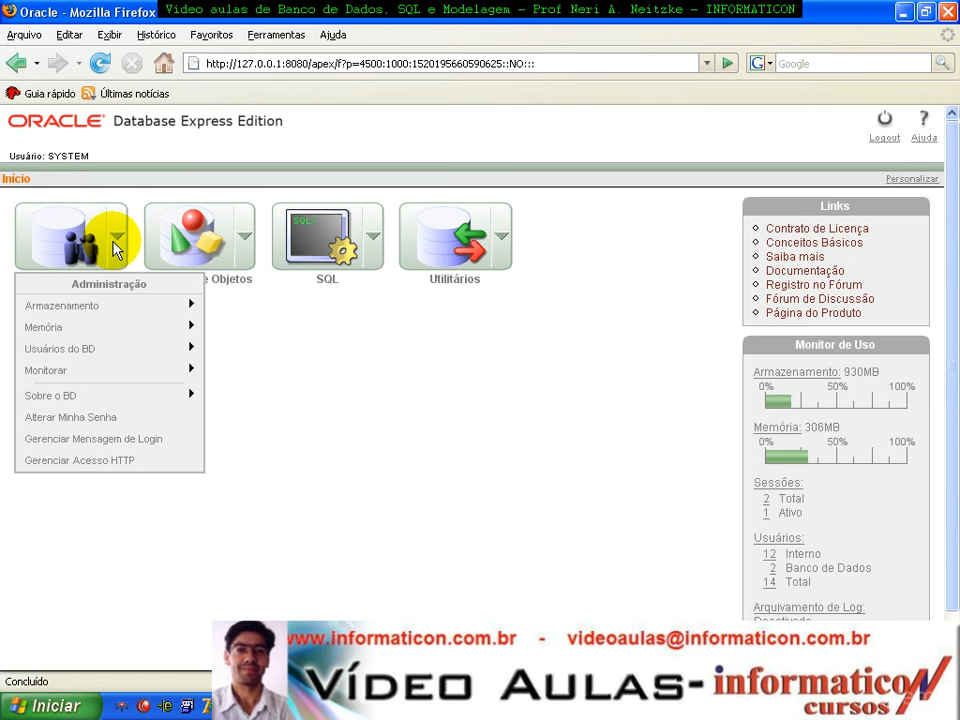 Oracle - Mozilla Firefox
Vídeo aulas de Banco de Dados, SQL e Modelagem - Prof Neri A. Neitzke - INFORMATICON
Arquivo Editar Exibir Histórico Favoritos Ferramentas Ajuda
http://127.0.0.1:8080/apex/f?p=4500:1000:1520195660590625::NO:::
Google
Guia rápido Últimas notícias
ORACLE Database Express Edition
Logout Ajuda
Usuário: SYSTEM
Início
Personalizar
SQL>
e Objetos
SQL
Utilitários
Administração
Armazenamento
Memória
Usuários do BD
Monitorar
Sobre o BD
Alterar Minha Senha
Gerenciar Mensagem de Login
Gerenciar Acesso HTTP
Links
Contrato de Licença
Conceitos Básicos
Saiba mais
Documentação
Registro no Fórum
Fórum de Discussão
Página do Produto
Monitor de Uso
Armazenamento: 930MB
0% 50% 100%
Memória: 306MB
0% 50% 100%
Sessões:
2 Total
1 Ativo
Usuários:
12 Interno
2 Banco de Dados
14 Total
Arquivamento de Log:
www.informaticon.com.br - videoaulas@informaticon.com.br
VÍDEO AULAS- informaticon
cursos
Concluído
Iniciar